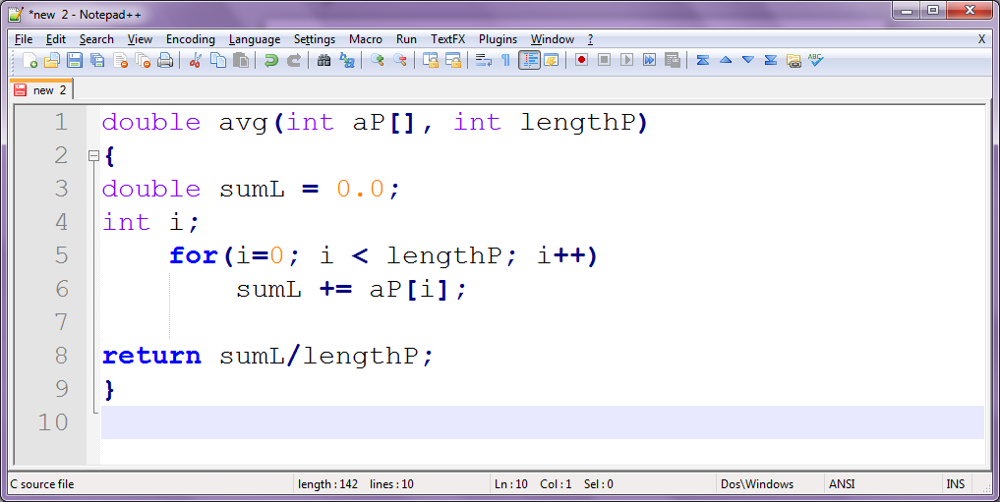 *new  2 - Notepad++
File Edit Search View Encoding Language Settings Macro Run TextFX Plugins Window ? X
new  2
1 double avg(int aP[], int lengthP)
2 {
3 double sumL = 0.0;
4 int i;
5     for(i=0; i < lengthP; i++)
6         sumL += aP[i];
7
8 return sumL/lengthP;
9 }
10
C source file length : 142 lines : 10 Ln : 10 Col : 1 Sel : 0 Dos\Windows ANSI INS